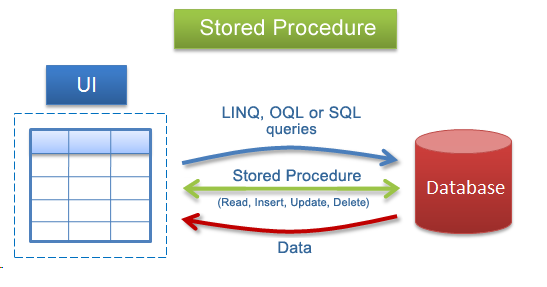 Stored Procedure
UI
LINQ, OQL or SQL
queries
Stored Procedure
(Read, Insert, Update, Delete)
Data
Database